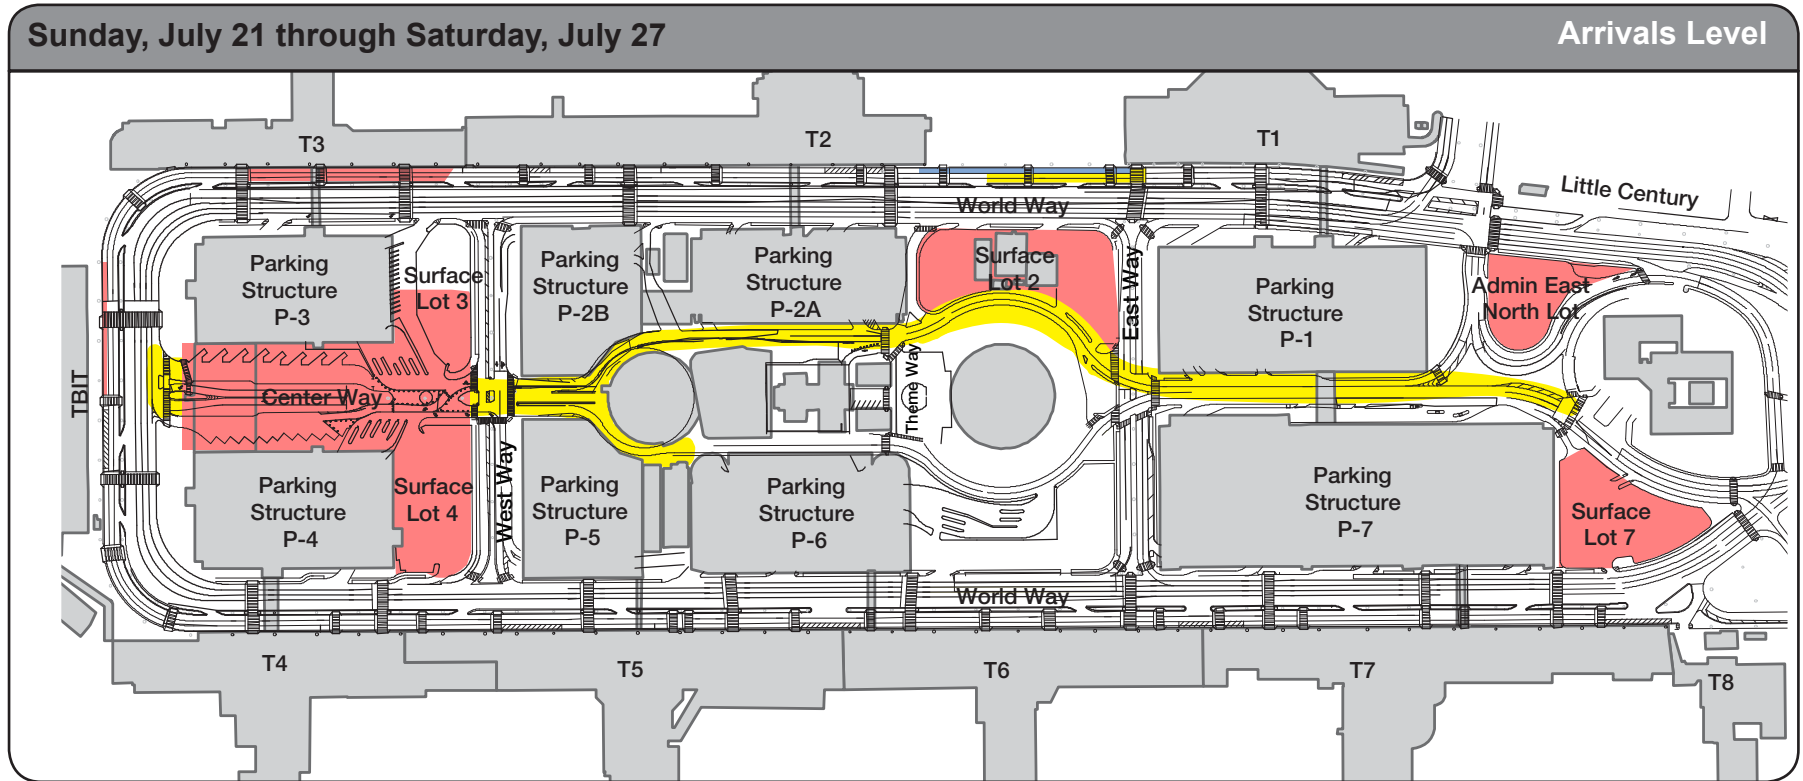 Sunday, July 21 through Saturday, July 27
Arrivals Level
T3
T2
T1
Little Century
World Way
Parking
Structure
P-3
Surface
Lot 3
Parking
Structure
P-2B
Parking
Structure
P-2A
Surface
Lot 2
East Way
Parking
Structure
P-1
Admin East
North Lot
TBIT
Center Way
Theme Way
West Way
Parking
Structure
P-4
Surface
Lot 4
Parking
Structure
P-5
Parking
Structure
P-6
Parking
Structure
P-7
Surface
Lot 7
World Way
T4
T5
T6
T7
T8